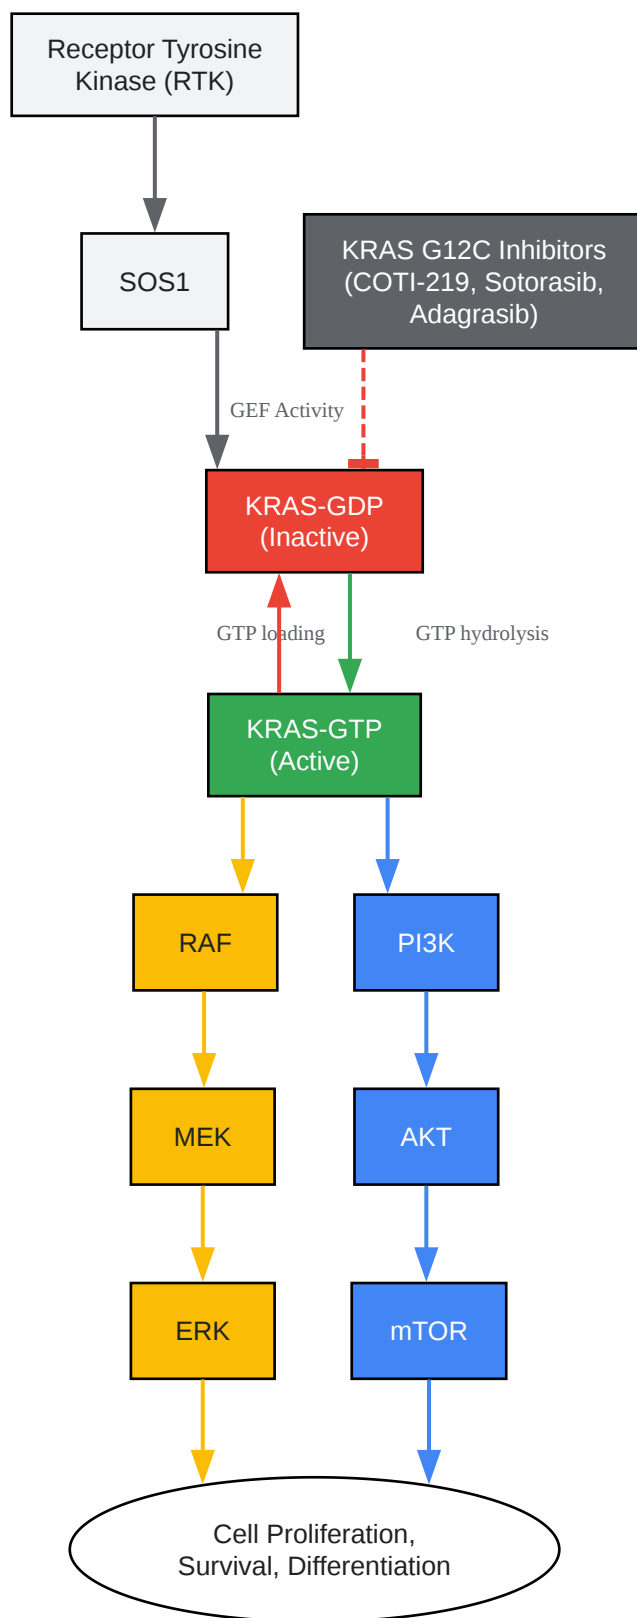 Receptor Tyrosine
Kinase (RTK)
SOS1
KRAS G12C Inhibitors
(COTI-219, Sotorasib,
Adagrasib)
GEF Activity
KRAS-GDP
(Inactive)
GTP loading
GTP hydrolysis
KRAS-GTP
(Active)
RAF
PI3K
MEK
AKT
ERK
mTOR
Cell Proliferation,
Survival, Differentiation